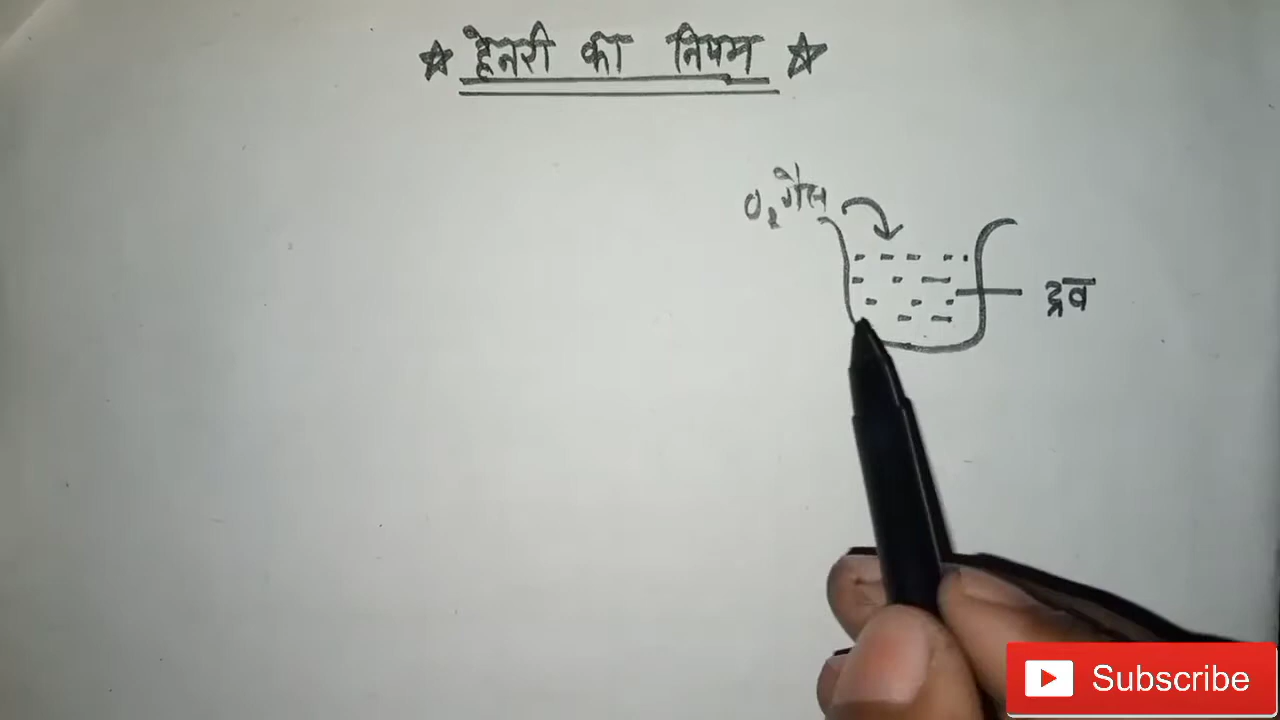 ☆ हेनरी का नियम ☆
O₂ गैस
द्रव
Subscribe